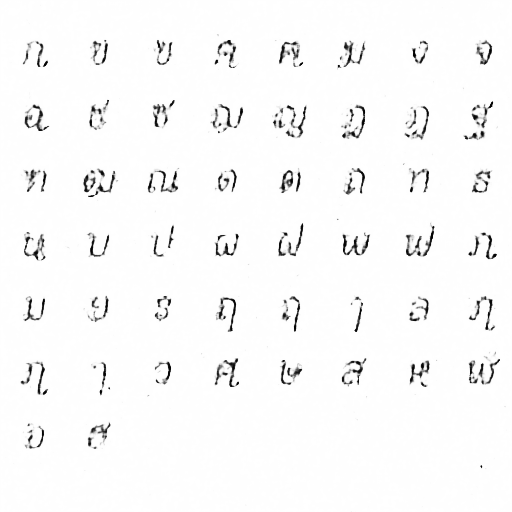 ก ข ฃ ค ฅ ฆ ง จ
ฉ ช ซ ฌ ญ ฎ ฏ ฐ
ฑ ฒ ณ ด ต ถ ท ธ
น บ ป ผ ฝ พ ฟ ภ
ม ย ร ฤ ฤ ๅ ล ฦ
ฦ ๅ ว ศ ษ ส ห ฬ
อ ฮ